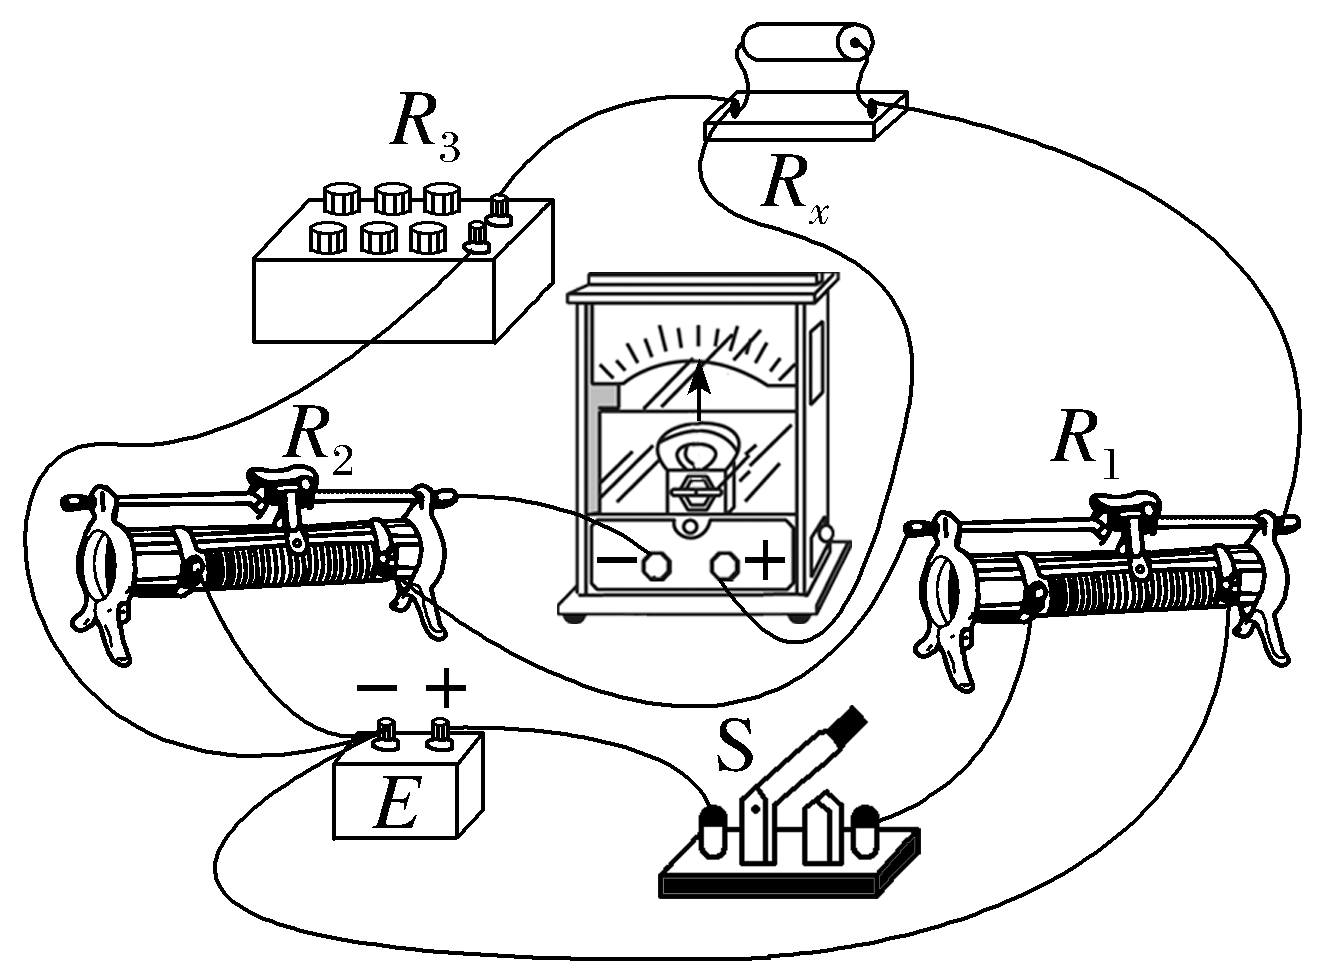 R₃
Rₓ
R₂
R₁
− +
− +
S
E